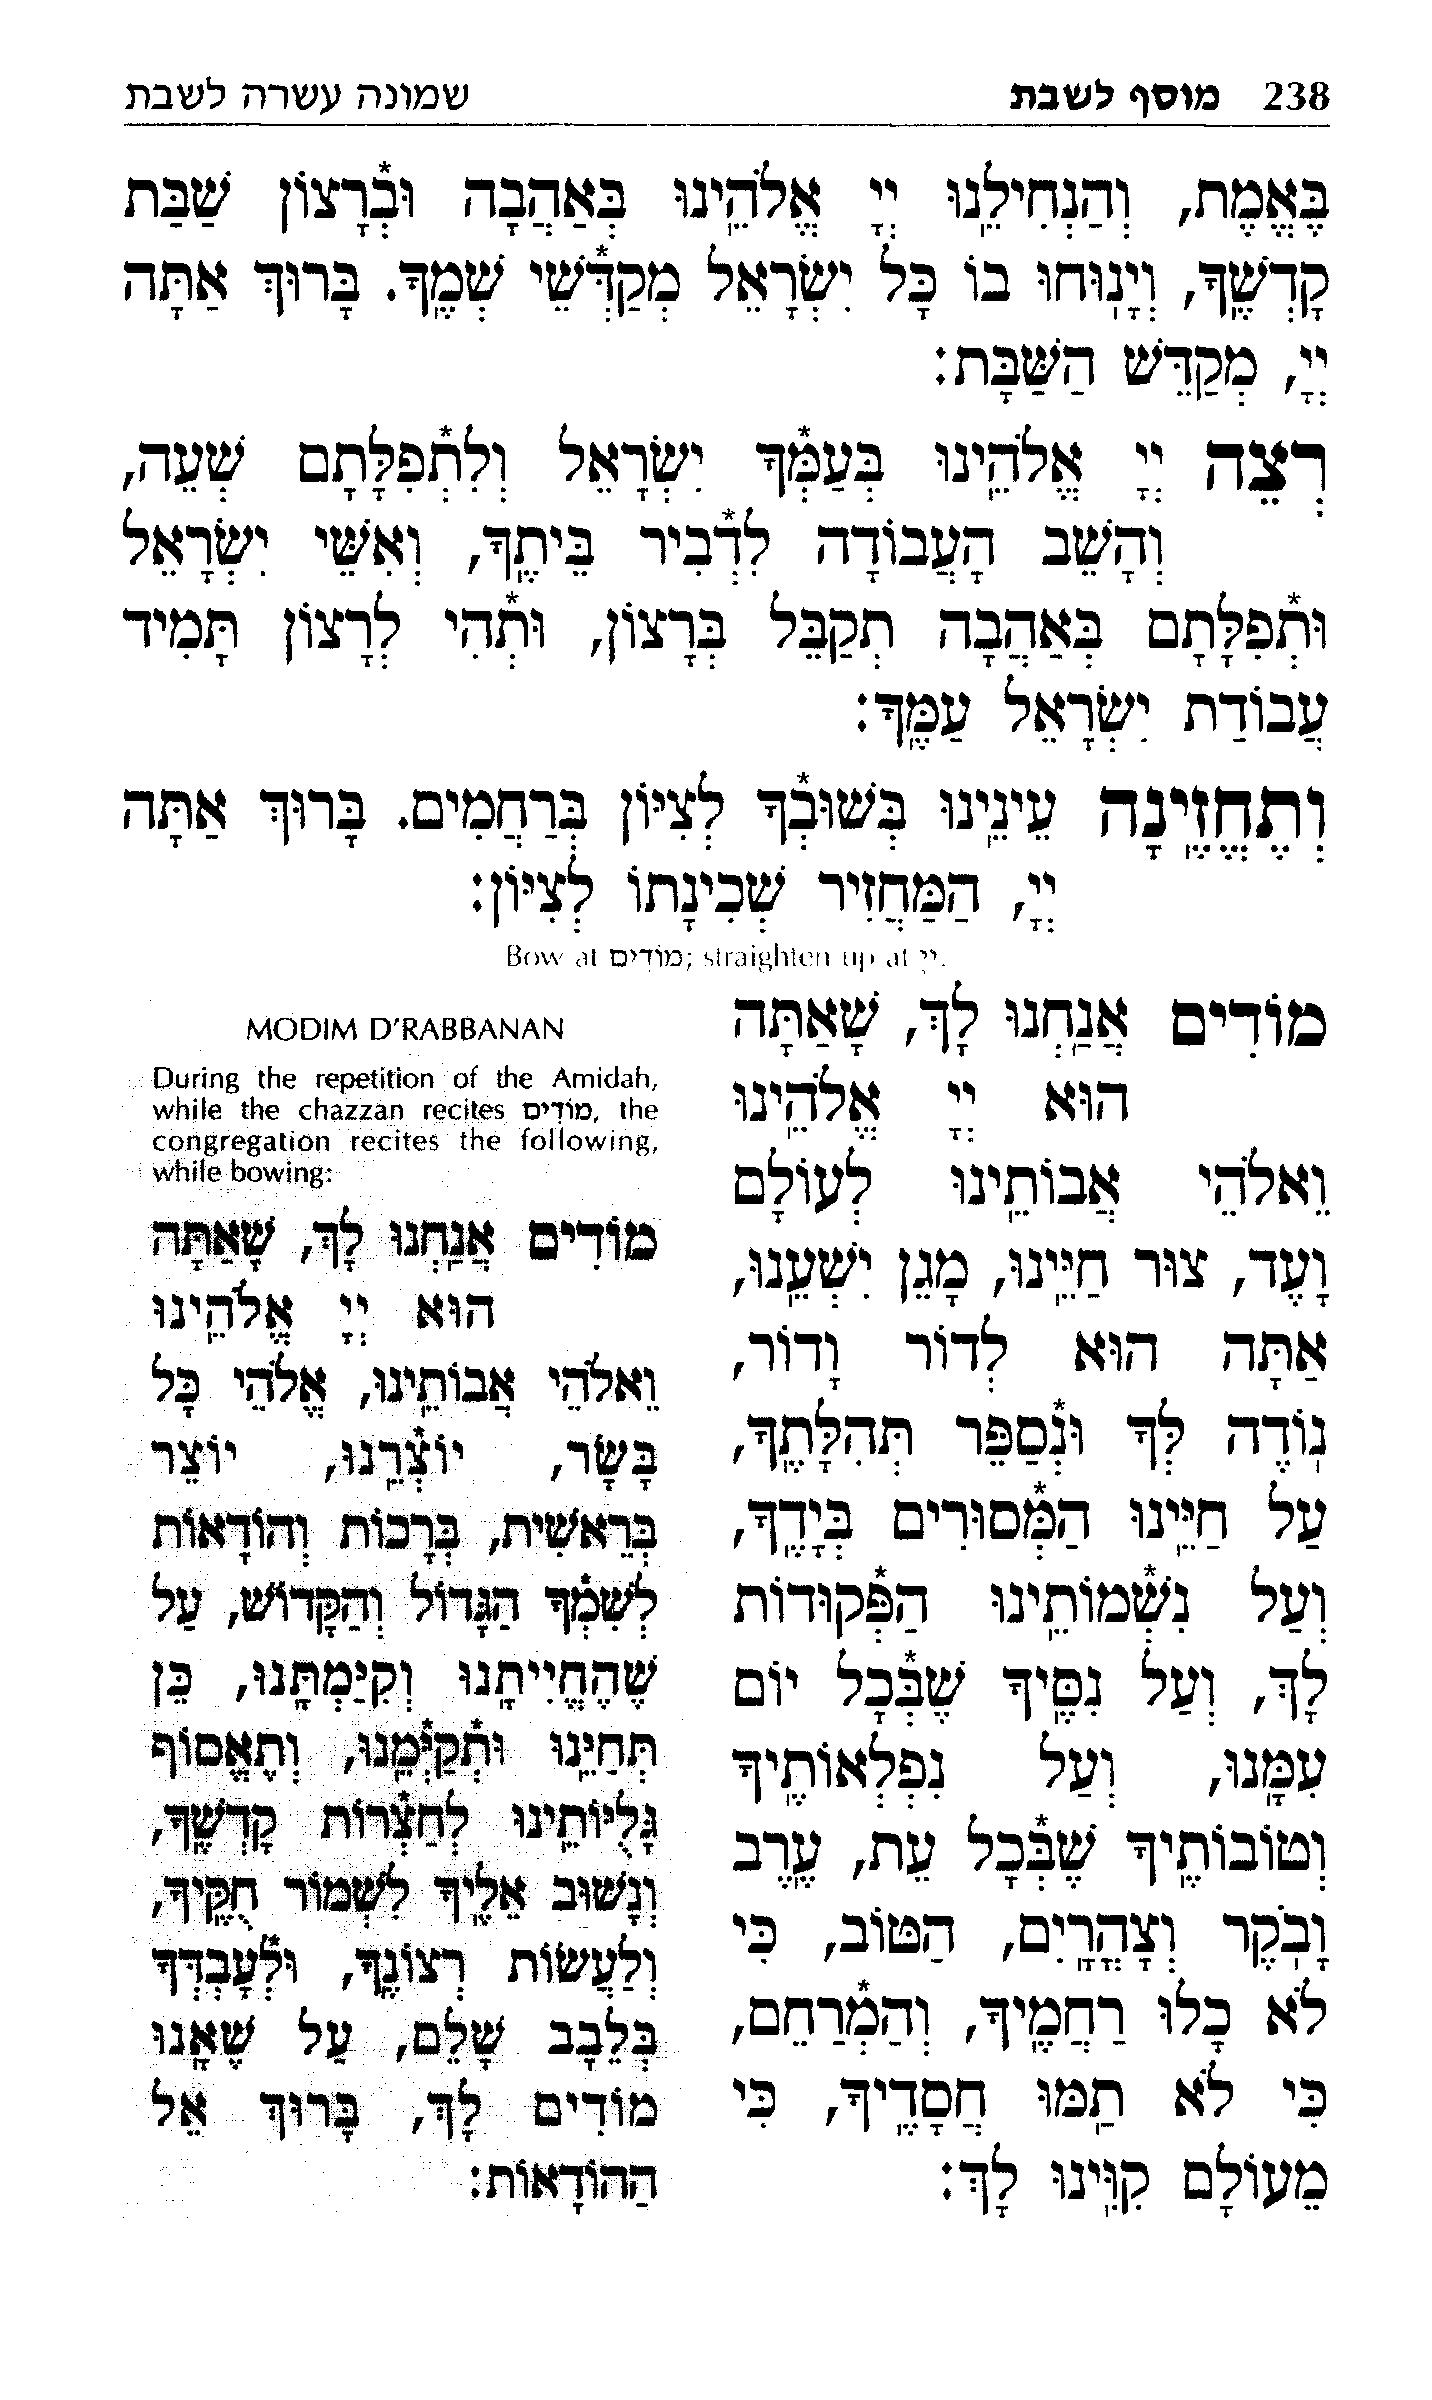 238 מוסף לשבת שמונה עשרה לשבת
בֶּאֱמֶת, וְהַנְחִילֵֽנוּ יְיָ אֱלֹהֵֽינוּ בְּאַהֲבָה וּבְ֯רָצוֹן שַׁבַּת
קָדְשֶֽׁךָ, וְיָנֽוּחוּ בוֹ כָּל יִשְׂרָאֵל מְקַדְּ֯שֵׁי שְׁמֶֽךָ. בָּרוּךְ אַתָּה
יְיָ, מְקַדֵּשׁ הַשַּׁבָּת:
רְצֵה יְיָ אֱלֹהֵֽינוּ בְּעַמְּ֯ךָ יִשְׂרָאֵל וְלִתְ֯פִלָּתָם שְׁעֵה,
וְהָשֵׁב הָעֲבוֹדָה לִדְ֯בִיר בֵּיתֶֽךָ, וְאִשֵּׁי יִשְׂרָאֵל
וּתְ֯פִלָּתָם בְּאַהֲבָה תְקַבֵּל בְּרָצוֹן, וּתְ֯הִי לְרָצוֹן תָּמִיד
עֲבוֹדַת יִשְׂרָאֵל עַמֶּֽךָ:
וְתֶחֱזֶֽינָה עֵינֵֽינוּ בְּשׁוּבְ֯ךָ לְצִיּוֹן בְּרַחֲמִים. בָּרוּךְ אַתָּה
יְיָ, הַמַּחֲזִיר שְׁכִינָתוֹ לְצִיּוֹן:
Bow at מוֹדִים; straighten up at יְיָ.
מוֹדִים אֲנַֽחְנוּ לָךְ, שָׁאַתָּה
הוּא יְיָ אֱלֹהֵֽינוּ
וֵאלֹהֵי אֲבוֹתֵֽינוּ לְעוֹלָם
וָעֶד, צוּר חַיֵּֽינוּ, מָגֵן יִשְׁעֵֽנוּ,
אַתָּה הוּא לְדוֹר וָדוֹר,
נֽוֹדֶה לְּךָ וּנְ֯סַפֵּר תְּהִלָּתֶֽךָ,
עַל חַיֵּֽינוּ הַמְּ֯סוּרִים בְּיָדֶֽךָ,
וְעַל נִשְׁ֯מוֹתֵֽינוּ הַפְּ֯קוּדוֹת
לָךְ, וְעַל נִסֶּֽיךָ שֶׁבְּ֯כָל יוֹם
עִמָּֽנוּ, וְעַל נִפְלְאוֹתֶֽיךָ
וְטוֹבוֹתֶֽיךָ שֶׁבְּ֯כָל עֵת, עֶֽרֶב
וָבֹֽקֶר וְצָהֳרָֽיִם, הַטּוֹב, כִּי
לֹא כָלוּ רַחֲמֶֽיךָ, וְהַמְ֯רַחֵם,
כִּי לֹא תַֽמּוּ חֲסָדֶֽיךָ, כִּי
מֵעוֹלָם קִוִּֽינוּ לָךְ:
MODIM D'RABBANAN
During the repetition of the Amidah,
while the chazzan recites מוֹדִים, the
congregation recites the following,
while bowing:
מוֹדִים אֲנַֽחְנוּ לָךְ, שָׁאַתָּה
הוּא יְיָ אֱלֹהֵֽינוּ
וֵאלֹהֵי אֲבוֹתֵֽינוּ, אֱלֹהֵי כָּל
בָּשָׂר, יוֹצְ֯רֵֽנוּ, יוֹצֵר
בְּרֵאשִׁית, בְּרָכוֹת וְהוֹדָאוֹת
לְשִׁמְ֯ךָ הַגָּדוֹל וְהַקָּדוֹשׁ, עַל
שֶׁהֶחֱיִיתָֽנוּ וְקִיַּמְתָּֽנוּ, כֵּן
תְּחַיֵּֽנוּ וּתְ֯קַיְּ֯מֵֽנוּ, וְתֶאֱסוֹף
גָּלֻיּוֹתֵֽינוּ לְחַצְ֯רוֹת קָדְשֶֽׁךָ,
וְנָשׁוּב אֵלֶֽיךָ לִשְׁמוֹר חֻקֶּֽיךָ,
וְלַעֲשׂוֹת רְצוֹנֶֽךָ, וּלְ֯עָבְדְּךָ
בְּלֵבָב שָׁלֵם, עַל שֶׁאָֽנוּ
מוֹדִים לָךְ, בָּרוּךְ אֵל
הַהוֹדָאוֹת: